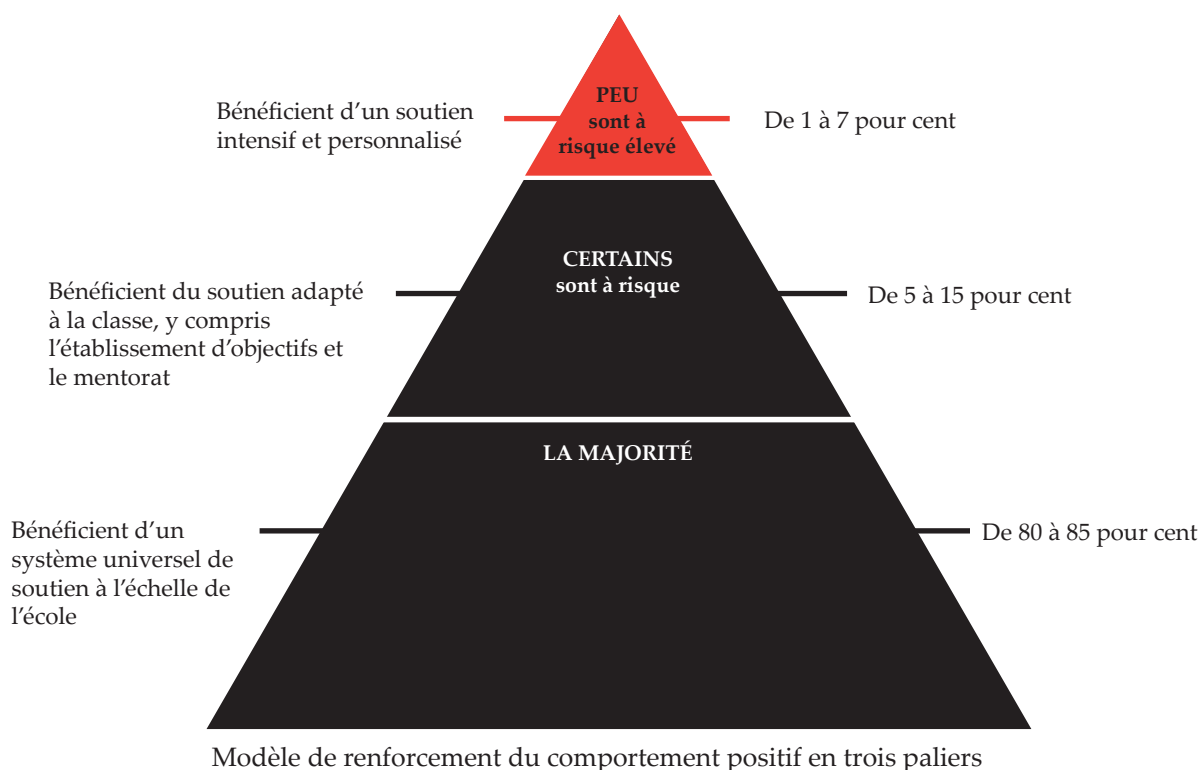 PEU
sont à
risque élevé
Bénéficient d’un soutien
intensif et personnalisé
De 1 à 7 pour cent
CERTAINS
sont à risque
Bénéficient du soutien adapté
à la classe, y compris
l’établissement d’objectifs et
le mentorat
De 5 à 15 pour cent
LA MAJORITÉ
Bénéficient d’un
système universel de
soutien à l’échelle de
l’école
De 80 à 85 pour cent
Modèle de renforcement du comportement positif en trois paliers